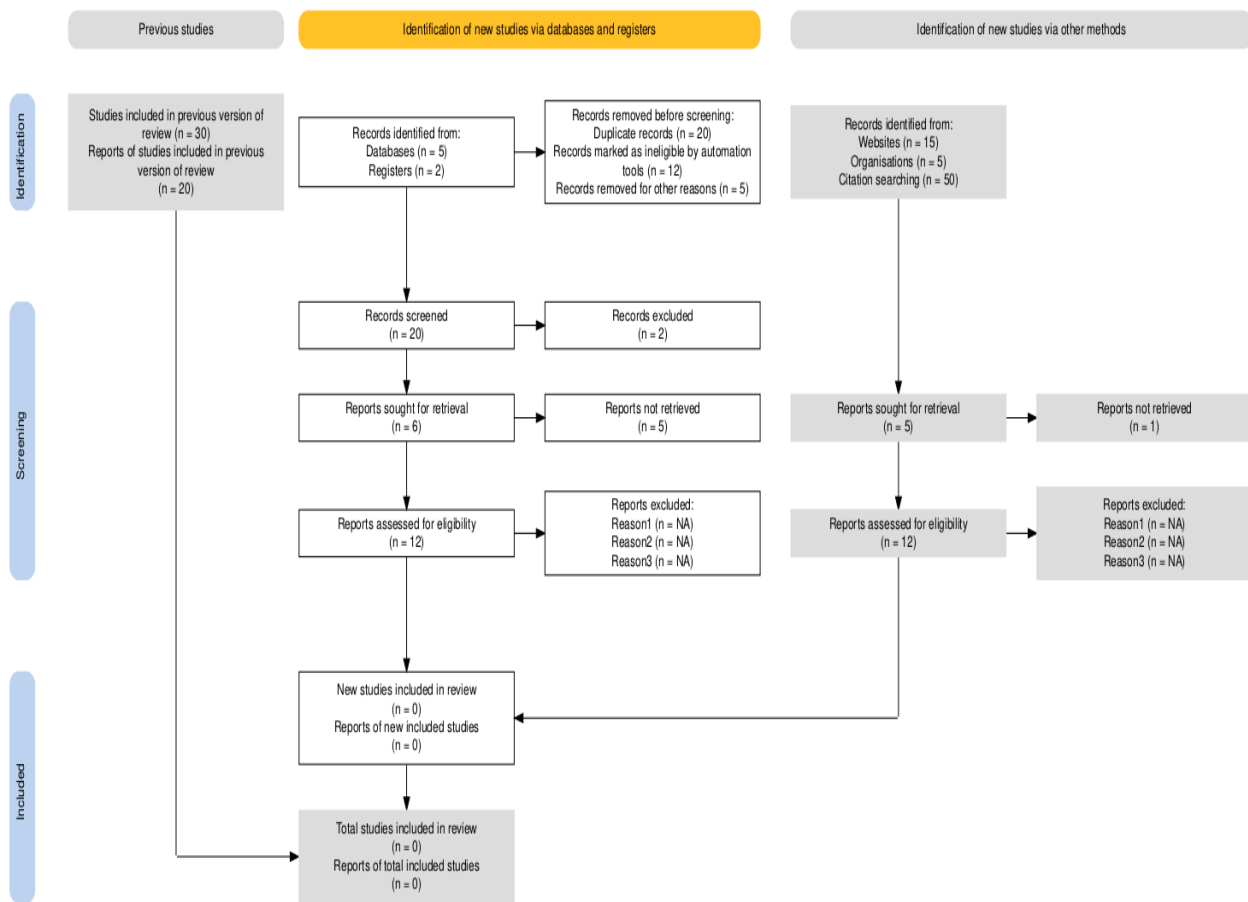 Previous studies
Identification of new studies via databases and registers
Identification of new studies via other methods
Identification
Studies included in previous version of
review (n = 30)
Reports of studies included in previous
version of review
(n = 20)
Records identified from:
Databases (n = 5)
Registers (n = 2)
Records removed before screening:
Duplicate records (n = 20)
Records marked as ineligible by automation
tools (n = 12)
Records removed for other reasons (n = 5)
Records identified from:
Websites (n = 15)
Organisations (n = 5)
Citation searching (n = 50)
Screening
Records screened
(n = 20)
Records excluded
(n = 2)
Reports sought for retrieval
(n = 6)
Reports not retrieved
(n = 5)
Reports sought for retrieval
(n = 5)
Reports not retrieved
(n = 1)
Reports assessed for eligibility
(n = 12)
Reports excluded:
Reason1 (n = NA)
Reason2 (n = NA)
Reason3 (n = NA)
Reports assessed for eligibility
(n = 12)
Reports excluded:
Reason1 (n = NA)
Reason2 (n = NA)
Reason3 (n = NA)
Included
New studies included in review
(n = 0)
Reports of new included studies
(n = 0)
Total studies included in review
(n = 0)
Reports of total included studies
(n = 0)